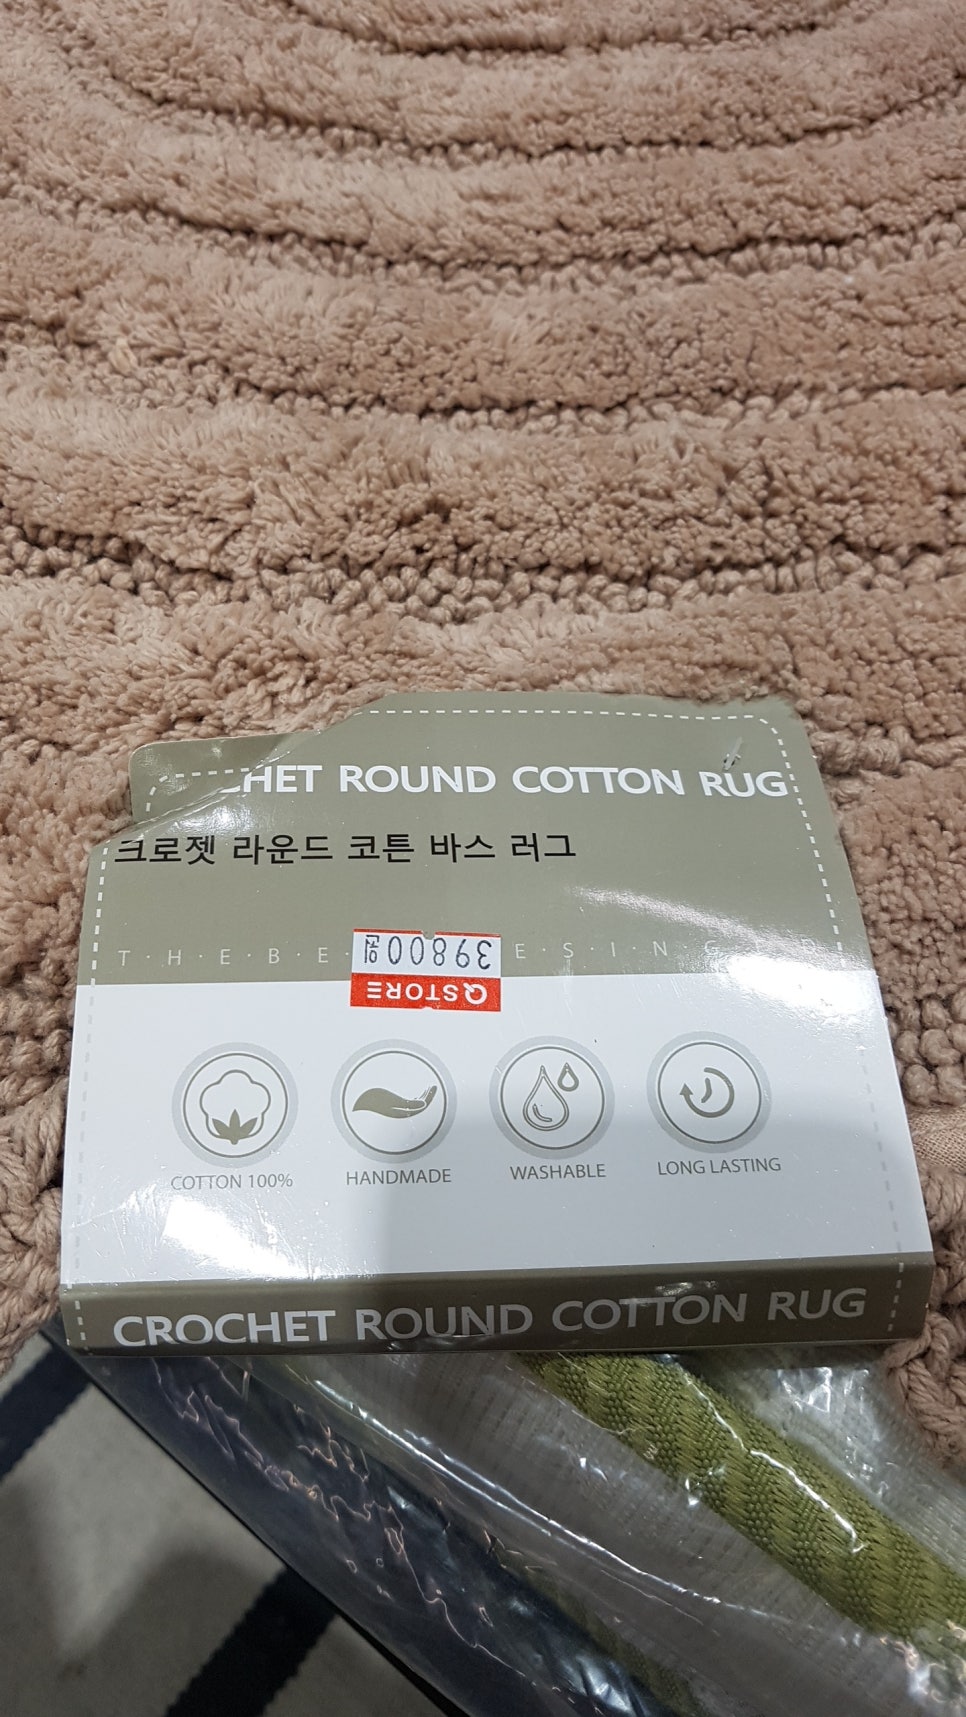 CHET ROUND COTTON RUG
크로젯 라운드 코튼 바스 러그
T·H·E·B·E· E·S·I·N·G
39800원
QSTORE
COTTON 100%
HANDMADE
WASHABLE
LONG LASTING
CROCHET ROUND COTTON RUG